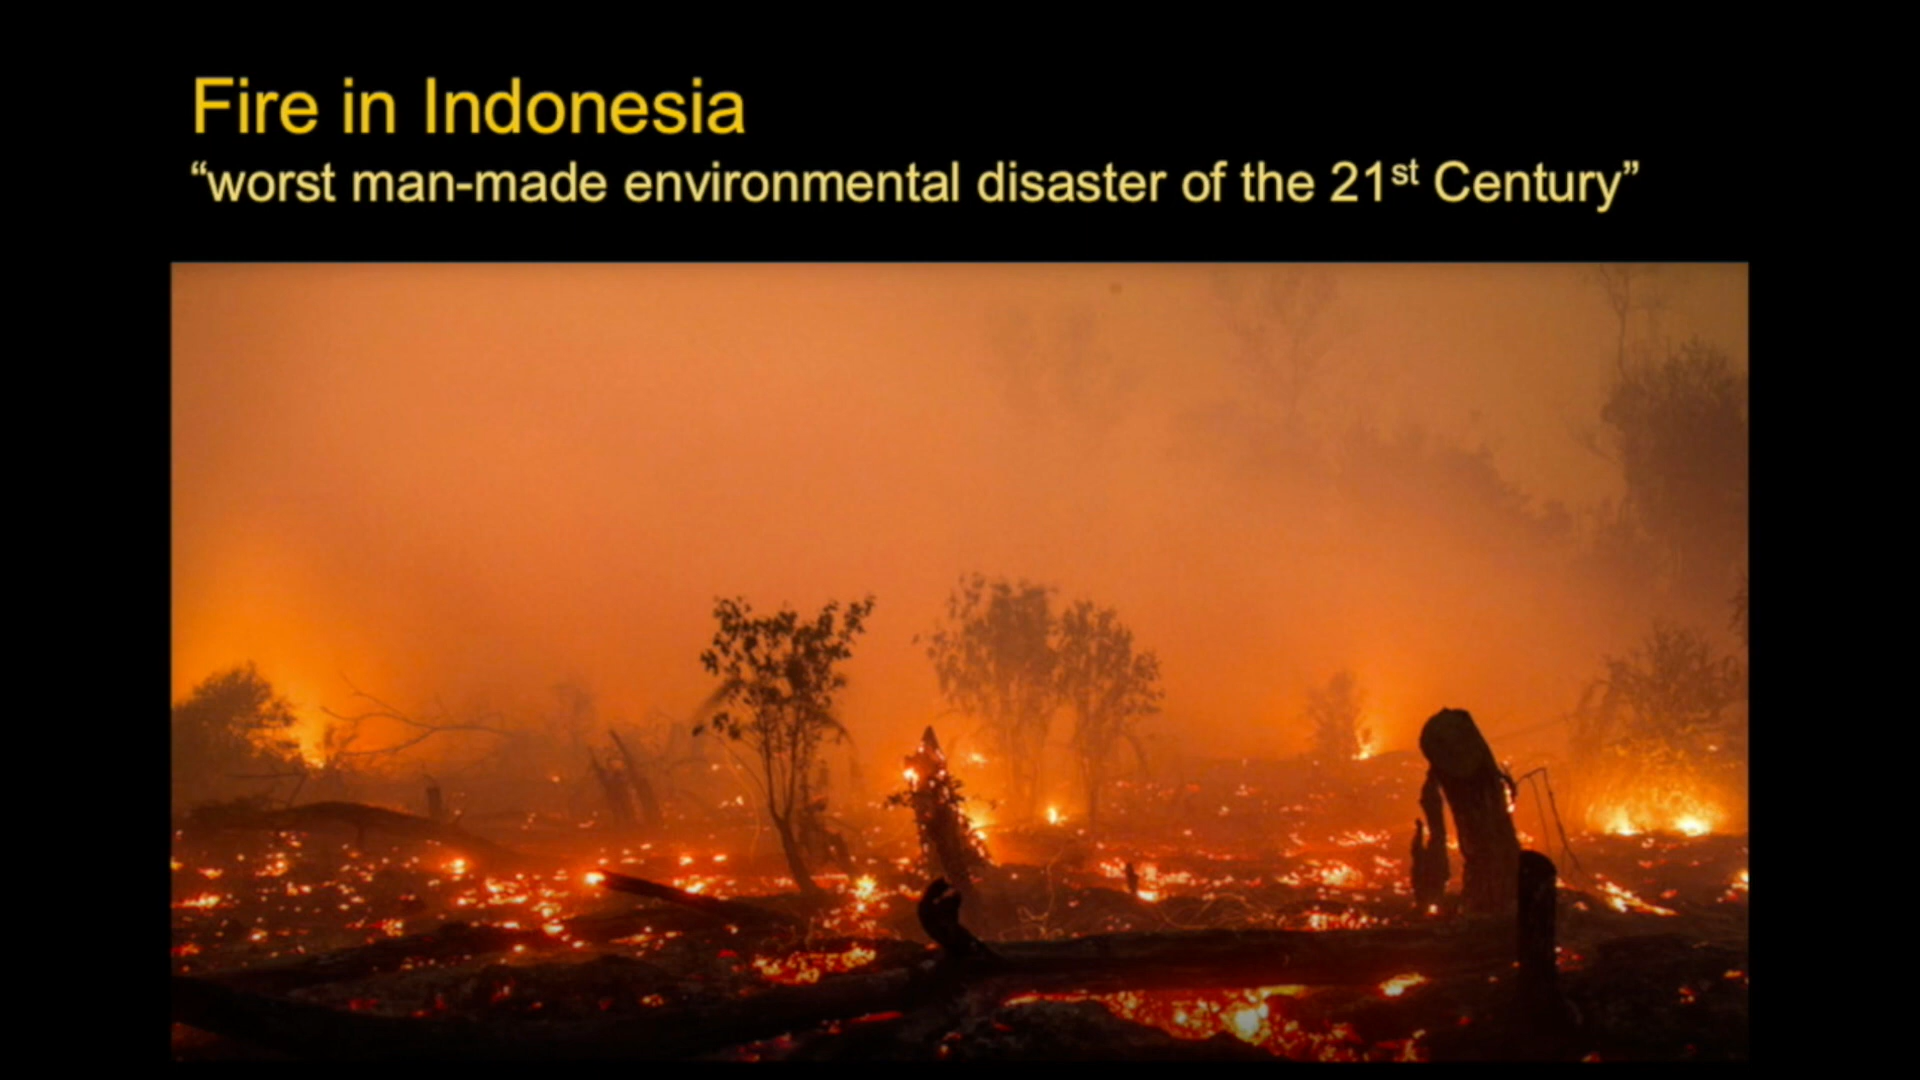 Fire in Indonesia
“worst man-made environmental disaster of the 21st Century”